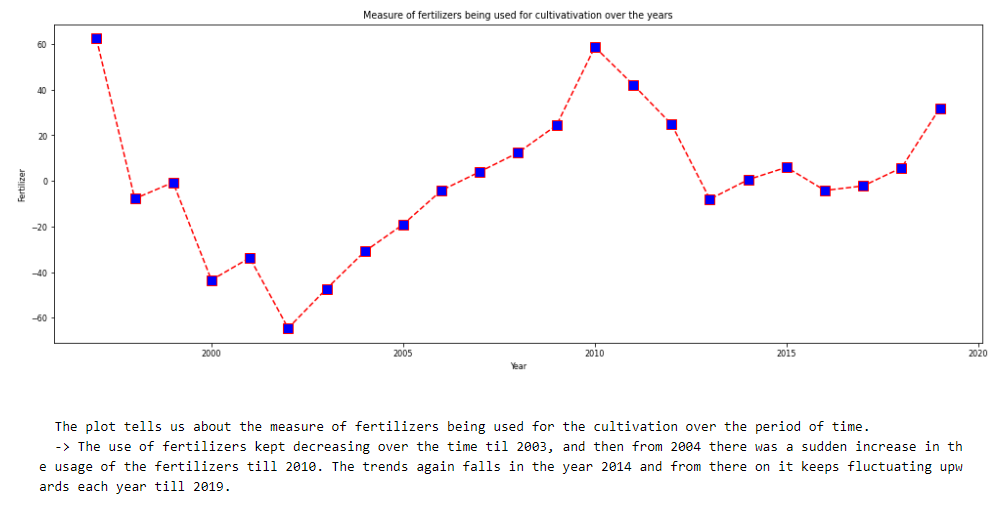 Measure of fertilizers being used for cultivativation over the years
60
40
20
0
−20
−40
−60
Fertilizer
2000
2005
2010
2015
2020
Year
The plot tells us about the measure of fertilizers being used for the cultivation over the period of time.
-> The use of fertilizers kept decreasing over the time til 2003, and then from 2004 there was a sudden increase in th
e usage of the fertilizers till 2010. The trends again falls in the year 2014 and from there on it keeps fluctuating upw
ards each year till 2019.